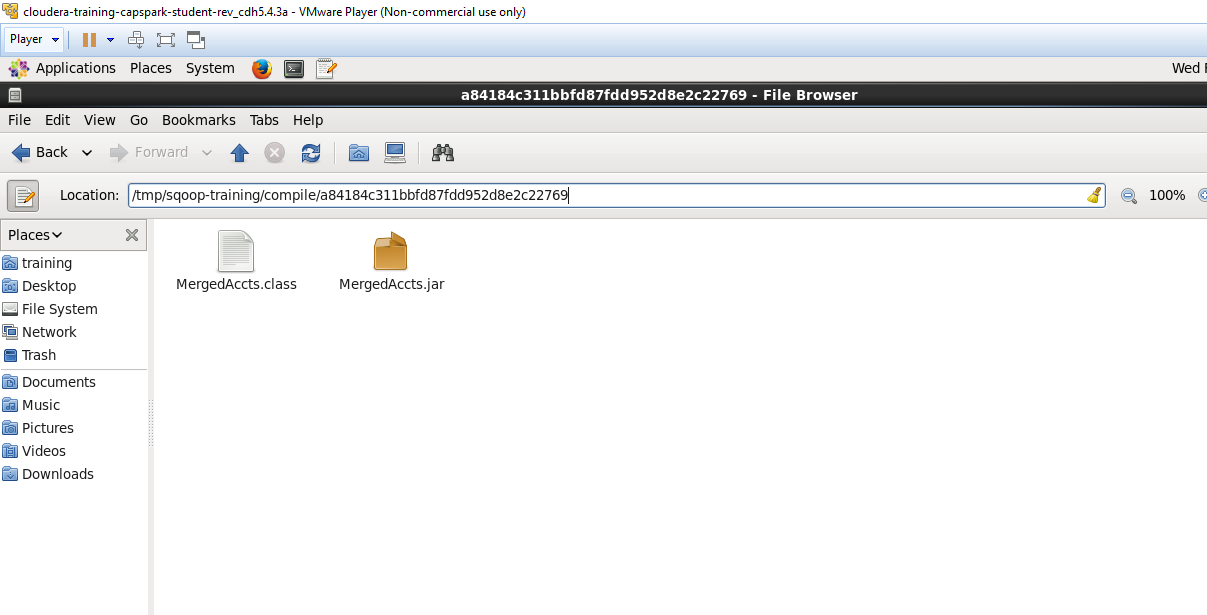 cloudera-training-capspark-student-rev_cdh5.4.3a - VMware Player (Non-commercial use only)
Player
Applications Places System Wed F
a84184c311bbfd87fdd952d8e2c22769 - File Browser
File Edit View Go Bookmarks Tabs Help
Back Forward
Location: /tmp/sqoop-training/compile/a84184c311bbfd87fdd952d8e2c22769 100%
Places
training
Desktop
File System
Network
Trash
Documents
Music
Pictures
Videos
Downloads
MergedAccts.class MergedAccts.jar